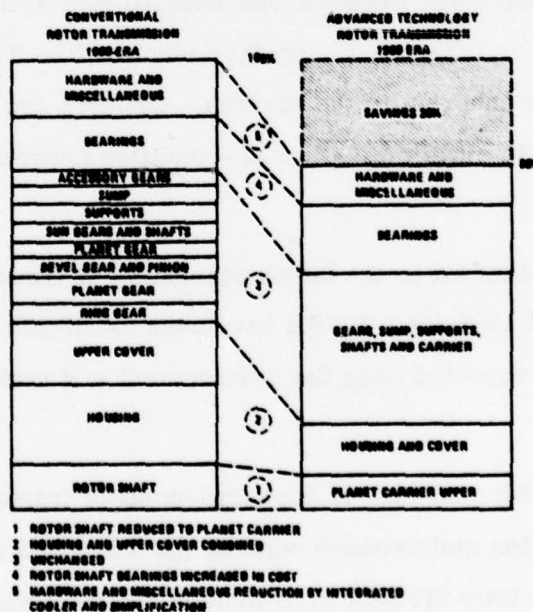 CONVENTIONAL
ROTOR TRANSMISSION
1960-ERA
ADVANCED TECHNOLOGY
ROTOR TRANSMISSION
1980 ERA
100%
HARDWARE AND
MISCELLANEOUS
BEARINGS
ACCESSORY GEARS
SUMP
SUPPORTS
SUN GEARS AND SHAFTS
PLANET GEAR
BEVEL GEAR AND PINION
PLANET GEAR
RING GEAR
UPPER COVER
HOUSING
ROTOR SHAFT
5
4
3
2
1
SAVINGS
HARDWARE AND
MISCELLANEOUS
BEARINGS
GEARS, SUMP, SUPPORTS,
SHAFTS AND CARRIER
HOUSING AND COVER
PLANET CARRIER UPPER
1 ROTOR SHAFT REDUCED TO PLANET CARRIER
2 HOUSING AND UPPER COVER COMBINED
3 UNCHANGED
4 ROTOR SHAFT BEARINGS INCREASED IN COST
5 HARDWARE AND MISCELLANEOUS REDUCTION BY INTEGRATED
COOLER AND SIMPLIFICATION